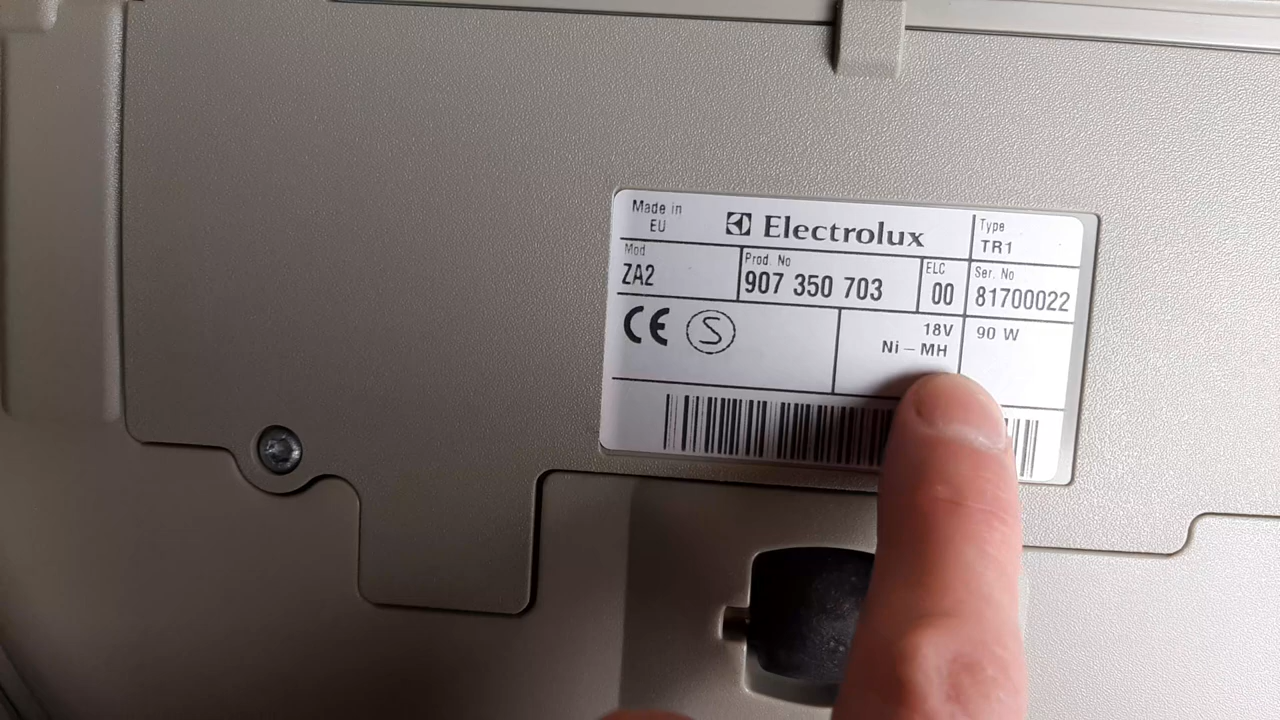 Made in
EU
Electrolux
Type
TR1
Mod
ZA2
Prod. No
907 350 703
ELC
00
Ser. No
81700022
CE
S
18V
Ni – MH
90 W